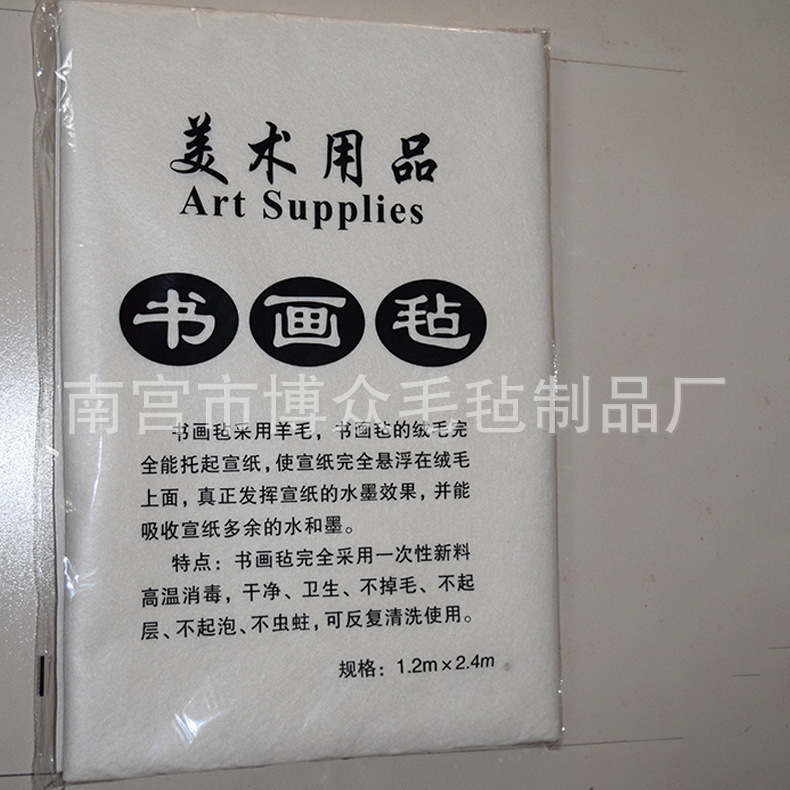 美术用品
Art Supplies
书画毡
南宫市博众毛毡制品厂
书画毡采用羊毛，书画毡的绒毛完
全能托起宣纸，使宣纸完全悬浮在绒毛
上面，真正发挥宣纸的水墨效果，并能
吸收宣纸多余的水和墨。
特点：书画毡完全采用一次性新料
高温消毒，干净、卫生、不掉毛、不起
层、不起泡、不虫蛀，可反复清洗使用。
规格：1.2m×2.4m